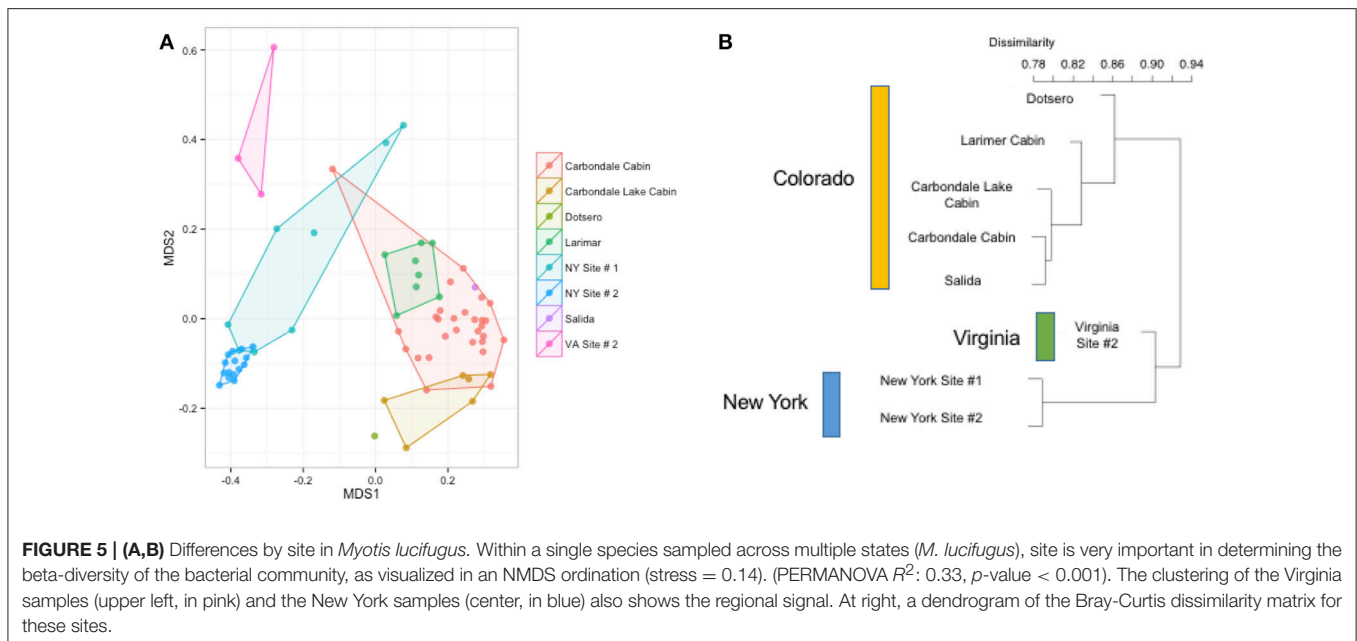 A
0.6
0.4
0.2
0.0
-0.2
MDS2
-0.4
-0.2
0.0
0.2
MDS1
Carbondale Cabin
Carbondale Lake Cabin
Dotsero
Larimar
NY Site # 1
NY Site # 2
Salida
VA Site # 2
B
Dissimilarity
0.78 0.82 0.86 0.90 0.94
Dotsero
Larimer Cabin
Colorado
Carbondale Lake
Cabin
Carbondale Cabin
Salida
Virginia
Virginia
Site #2
New York
New York Site #1
New York Site #2
FIGURE 5 | (A,B) Differences by site in Myotis lucifugus. Within a single species sampled across multiple states (M. lucifugus), site is very important in determining the
beta-diversity of the bacterial community, as visualized in an NMDS ordination (stress = 0.14). (PERMANOVA R²: 0.33, p-value < 0.001). The clustering of the Virginia
samples (upper left, in pink) and the New York samples (center, in blue) also shows the regional signal. At right, a dendrogram of the Bray-Curtis dissimilarity matrix for
these sites.